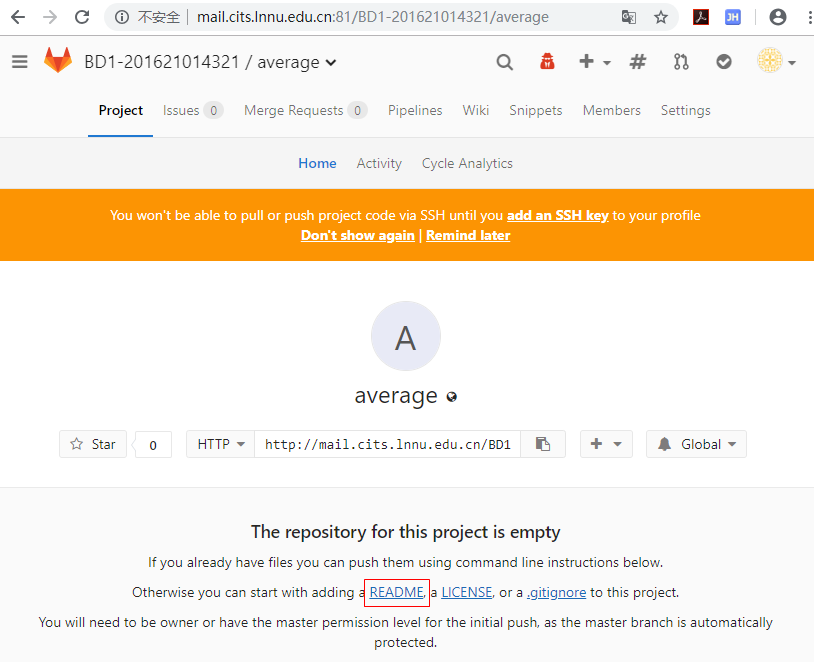 不安全 mail.cits.lnnu.edu.cn:81/BD1-201621014321/average JH
BD1-201621014321 / average
Project Issues 0 Merge Requests 0 Pipelines Wiki Snippets Members Settings
Home Activity Cycle Analytics
You won't be able to pull or push project code via SSH until you add an SSH key to your profile
Don't show again | Remind later
A
average
Star 0 HTTP http://mail.cits.lnnu.edu.cn/BD1 Global
The repository for this project is empty
If you already have files you can push them using command line instructions below.
Otherwise you can start with adding a README, a LICENSE, or a .gitignore to this project.
You will need to be owner or have the master permission level for the initial push, as the master branch is automatically
protected.